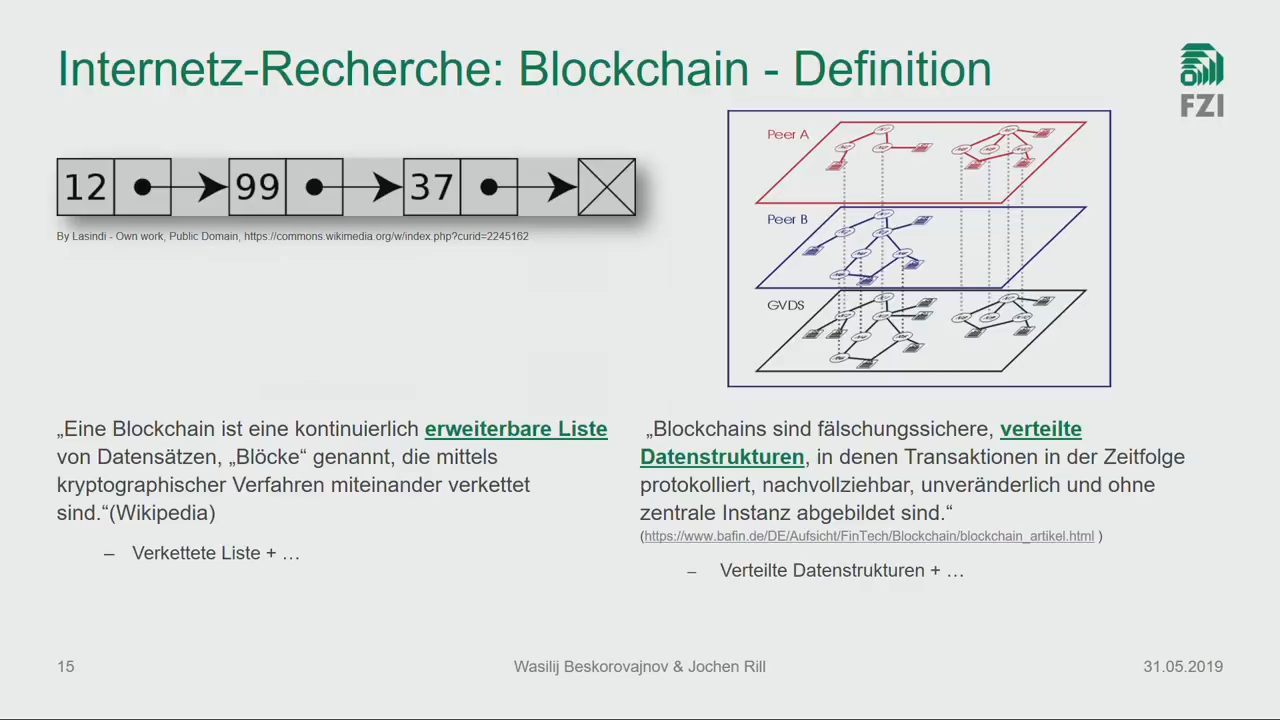 Internetz-Recherche: Blockchain - Definition
FZI
12
99
37
By Lasindi - Own work, Public Domain, https://commons.wikimedia.org/w/index.php?curid=2245162
Peer A
Peer B
GVDS
„Eine Blockchain ist eine kontinuierlich erweiterbare Liste
von Datensätzen, „Blöcke“ genannt, die mittels
kryptographischer Verfahren miteinander verkettet
sind.“(Wikipedia)
– Verkettete Liste + …
„Blockchains sind fälschungssichere, verteilte
Datenstrukturen, in denen Transaktionen in der Zeitfolge
protokolliert, nachvollziehbar, unveränderlich und ohne
zentrale Instanz abgebildet sind.“
(https://www.bafin.de/DE/Aufsicht/FinTech/Blockchain/blockchain_artikel.html )
– Verteilte Datenstrukturen + …
15
Wasilij Beskorovajnov & Jochen Rill
31.05.2019